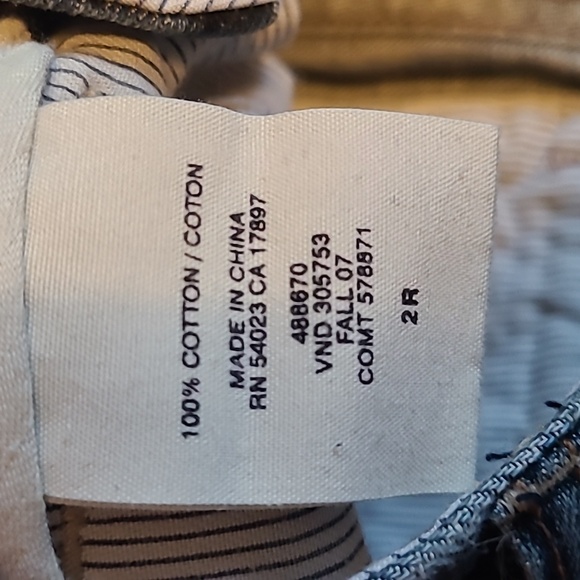 100% COTTON / COTON
MADE IN CHINA
RN 54023 CA 17897
488670
VND 305753
FALL 07
COMT 578871
2R